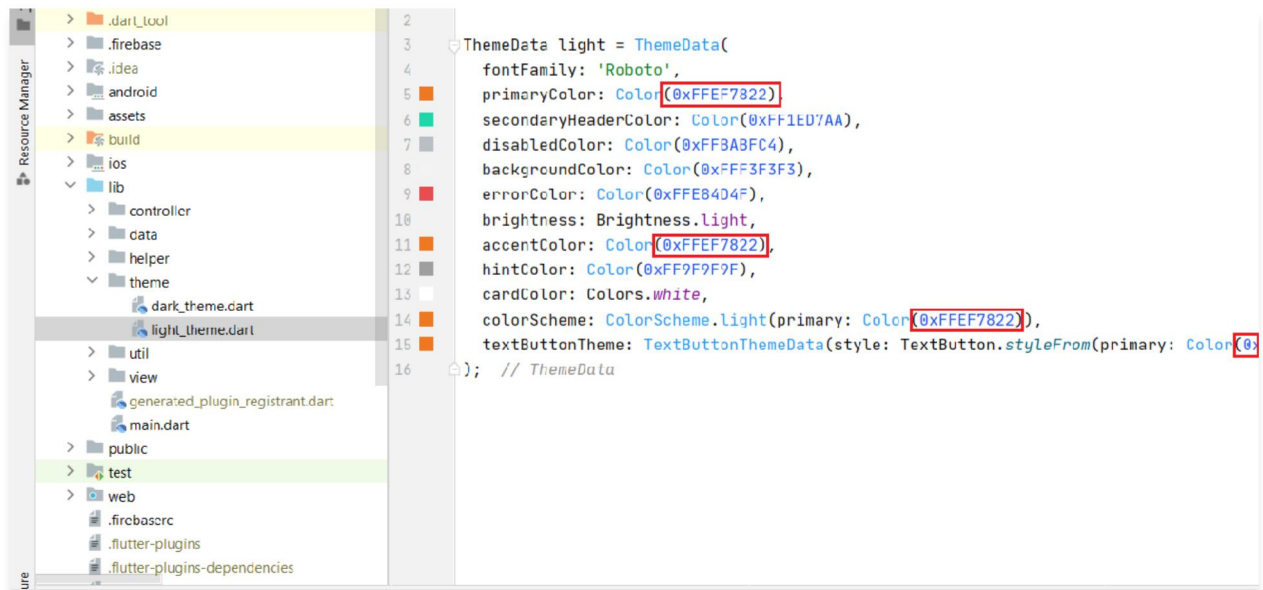 .dart_tool
.firebase
.idea
android
assets
build
ios
lib
controller
data
helper
theme
dark_theme.dart
light_theme.dart
util
view
generated_plugin_registrant.dart
main.dart
public
test
web
.firebaserc
.flutter-plugins
.flutter-plugins-dependencies
Resource Manager
ure
2
3 ThemeData light = ThemeData(
4 fontFamily: 'Roboto',
5 primaryColor: Color(0xFFEF7822),
6 secondaryHeaderColor: Color(0xFF1ED7AA),
7 disabledColor: Color(0xFFBABFC4),
8 backgroundColor: Color(0xFFF3F3F3),
9 errorColor: Color(0xFFE84D4F),
10 brightness: Brightness.light,
11 accentColor: Color(0xFFEF7822),
12 hintColor: Color(0xFF9F9F9F),
13 cardColor: Colors.white,
14 colorScheme: ColorScheme.light(primary: Color(0xFFEF7822)),
15 textButtonTheme: TextButtonThemeData(style: TextButton.styleFrom(primary: Color(0x
16 ); // ThemeData